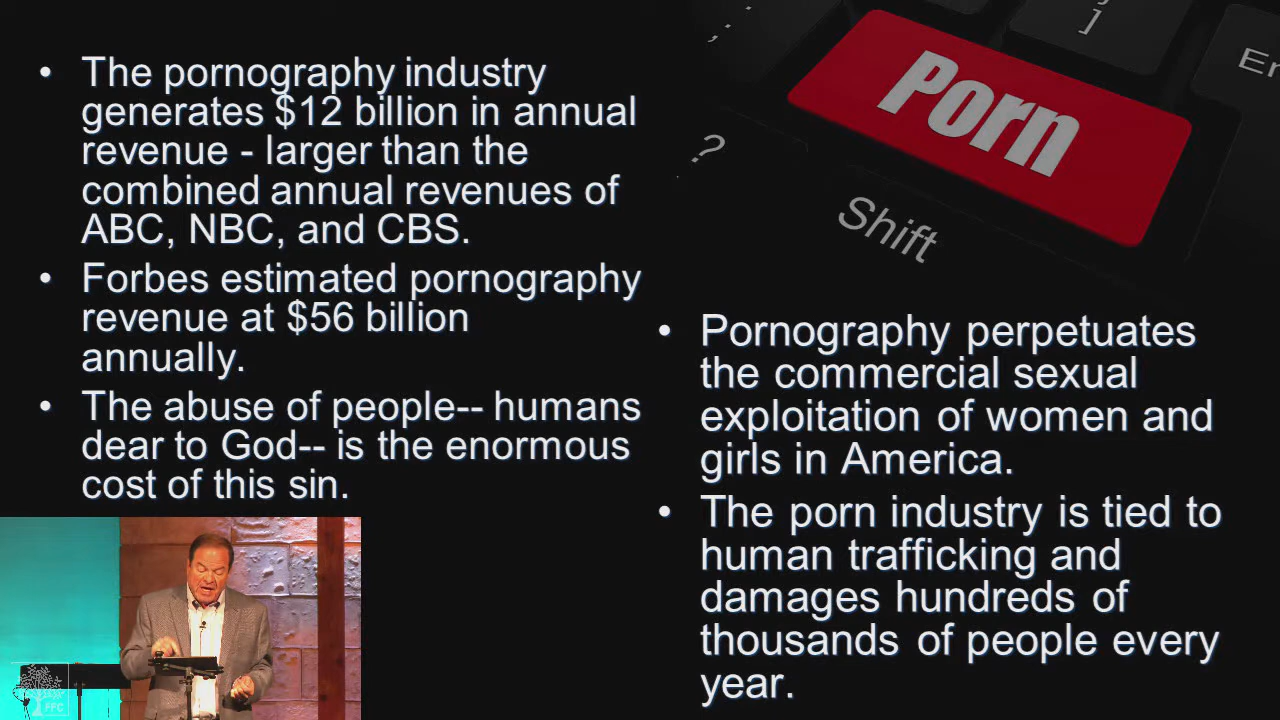 • The pornography industry
generates $12 billion in annual
revenue - larger than the
combined annual revenues of
ABC, NBC, and CBS.
• Forbes estimated pornography
revenue at $56 billion
annually.
• The abuse of people-- humans
dear to God-- is the enormous
cost of this sin.
; 
]
En
Porn
?
Shift
• Pornography perpetuates
the commercial sexual
exploitation of women and
girls in America.
• The porn industry is tied to
human trafficking and
damages hundreds of
thousands of people every
year.
FPC